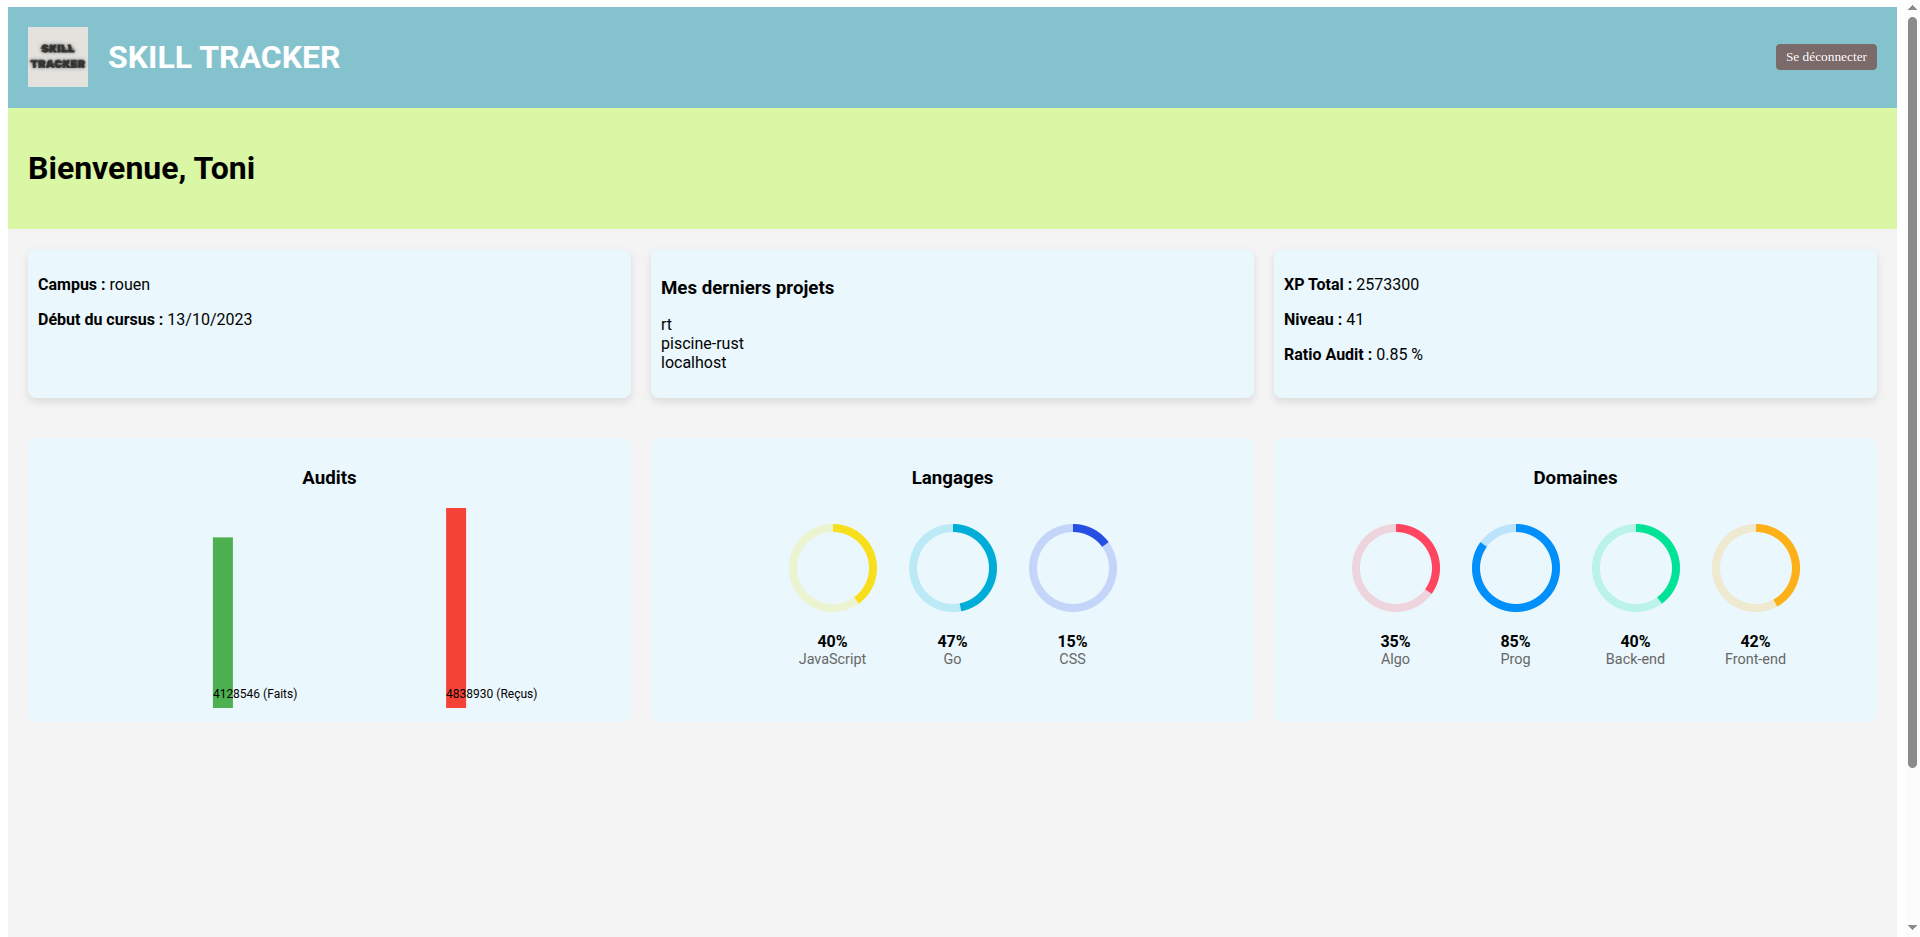 SKILL
TRACKER
SKILL TRACKER
Se déconnecter
Bienvenue, Toni
Campus : rouen
Début du cursus : 13/10/2023
Mes derniers projets
rt
piscine-rust
localhost
XP Total : 2573300
Niveau : 41
Ratio Audit : 0.85 %
Audits
4128546 (Faits)
4838930 (Reçus)
Langages
40%
JavaScript
47%
Go
15%
CSS
Domaines
35%
Algo
85%
Prog
40%
Back-end
42%
Front-end